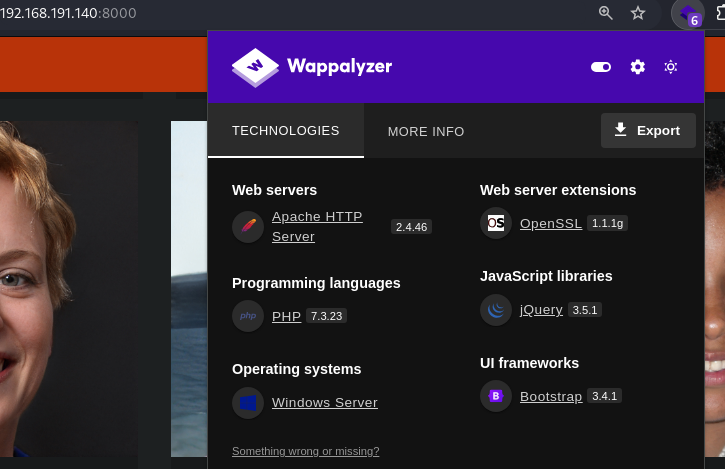 192.168.191.140:8000
6
Wappalyzer
TECHNOLOGIES
MORE INFO
Export
Web servers
Apache HTTP
Server
2.4.46
Programming languages
php
PHP 7.3.23
Operating systems
Windows Server
Web server extensions
OS
OpenSSL 1.1.1g
JavaScript libraries
jQuery 3.5.1
UI frameworks
B
Bootstrap 3.4.1
Something wrong or missing?